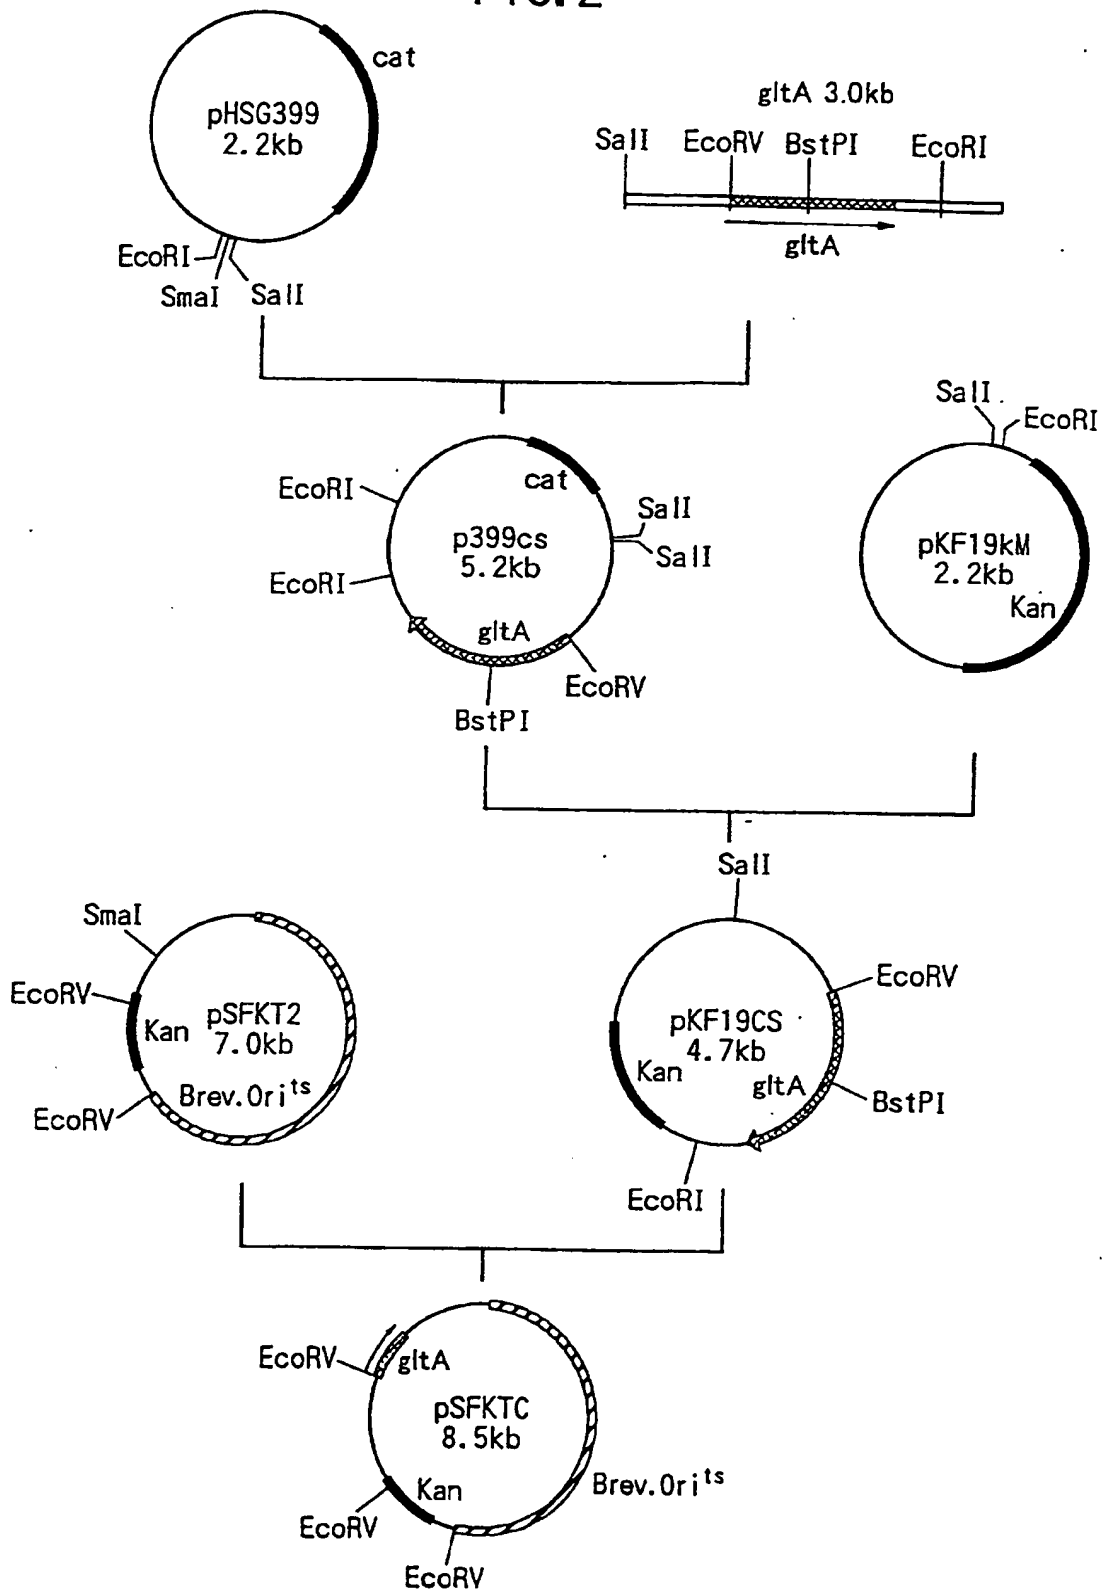 FIG. 2
cat
pHSG399
2.2kb
EcoRI
SmaI
SalI
gltA 3.0kb
SalI
EcoRV
BstPI
EcoRI
gltA
EcoRI
EcoRI
cat
p399cs
5.2kb
SalI
SalI
gltA
EcoRV
BstPI
SalI
EcoRI
pKF19kM
2.2kb
Kan
SmaI
EcoRV
Kan
pSFKT2
7.0kb
Brev.Ori^ts
EcoRV
SalI
EcoRV
pKF19CS
4.7kb
Kan
gltA
BstPI
EcoRI
EcoRV
gltA
pSFKTC
8.5kb
Kan
Brev.Ori^ts
EcoRV
EcoRV